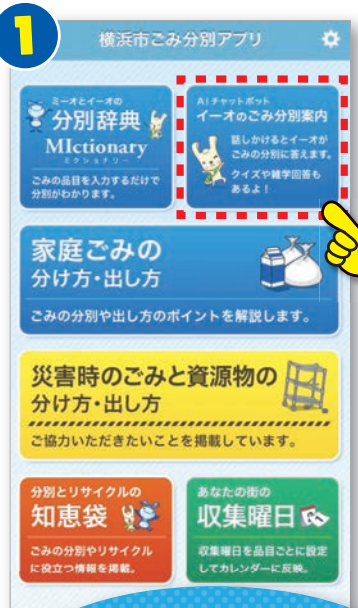 1
横浜市ごみ分別アプリ
ミーオとイーオの
分別辞典
MIctionary
ミクショナリー
ごみの品目を入力するだけで
分別がわかります。
AIチャットボット
イーオのごみ分別案内
話しかけるとイーオが
ごみの分別に答えます。
クイズや雑学回答も
あるよ！
家庭ごみの
分け方・出し方
ごみの分別や出し方のポイントを解説します。
災害時のごみと資源物の
分け方・出し方
ご協力いただきたいことを掲載しています。
分別とリサイクルの
知恵袋
ごみの分別やリサイクル
に役立つ情報を掲載。
あなたの街の
収集曜日
収集曜日を品目ごとに設定
してカレンダーに反映。